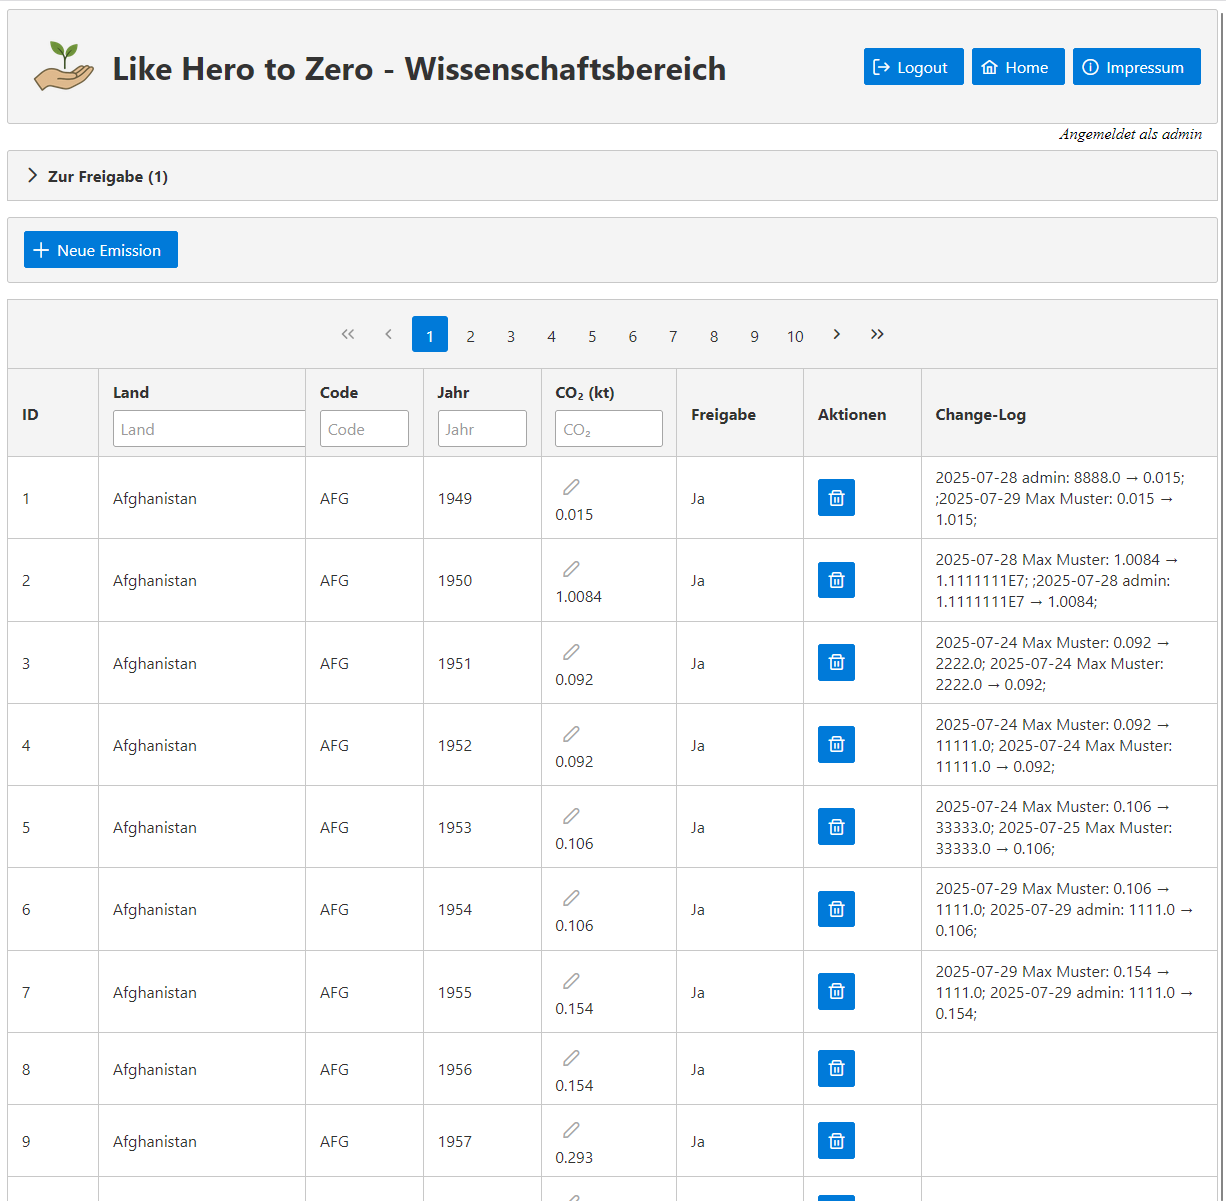 Like Hero to Zero - Wissenschaftsbereich
Logout
Home
Impressum
Angemeldet als admin
Zur Freigabe (1)
Neue Emission
1 2 3 4 5 6 7 8 9 10
ID Land Code Jahr CO₂ (kt) Freigabe Aktionen Change-Log
Land Code Jahr CO₂
1 Afghanistan AFG 1949 0.015 Ja 2025-07-28 admin: 8888.0 → 0.015;
;2025-07-29 Max Muster: 0.015 →
1.015;
2 Afghanistan AFG 1950 1.0084 Ja 2025-07-28 Max Muster: 1.0084 →
1.1111111E7; ;2025-07-28 admin:
1.1111111E7 → 1.0084;
3 Afghanistan AFG 1951 0.092 Ja 2025-07-24 Max Muster: 0.092 →
2222.0; 2025-07-24 Max Muster:
2222.0 → 0.092;
4 Afghanistan AFG 1952 0.092 Ja 2025-07-24 Max Muster: 0.092 →
11111.0; 2025-07-24 Max Muster:
11111.0 → 0.092;
5 Afghanistan AFG 1953 0.106 Ja 2025-07-24 Max Muster: 0.106 →
33333.0; 2025-07-25 Max Muster:
33333.0 → 0.106;
6 Afghanistan AFG 1954 0.106 Ja 2025-07-29 Max Muster: 0.106 →
1111.0; 2025-07-29 admin: 1111.0 →
0.106;
7 Afghanistan AFG 1955 0.154 Ja 2025-07-29 Max Muster: 0.154 →
1111.0; 2025-07-29 admin: 1111.0 →
0.154;
8 Afghanistan AFG 1956 0.154 Ja
9 Afghanistan AFG 1957 0.293 Ja